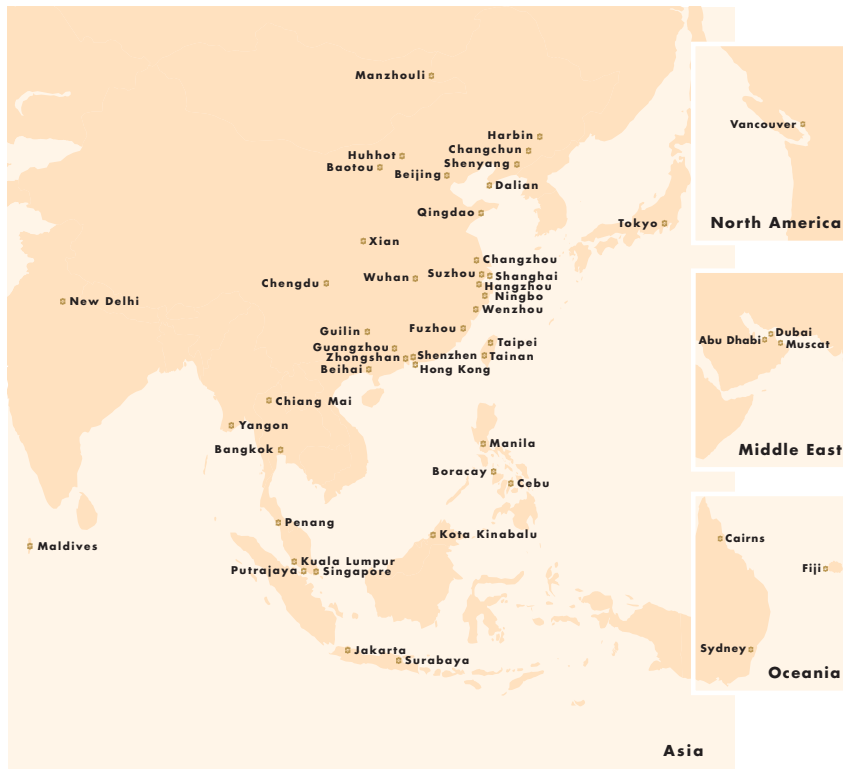 Manzhouli
Harbin
Changchun
Huhhot
Shenyang
Baotou
Beijing
Dalian
Qingdao
Tokyo
Xian
Changzhou
Suzhou
Shanghai
Wuhan
Chengdu
Hangzhou
Ningbo
New Delhi
Wenzhou
Fuzhou
Guilin
Taipei
Guangzhou
Zhongshan
Shenzhen
Tainan
Beihai
Hong Kong
Chiang Mai
Yangon
Manila
Bangkok
Boracay
Cebu
Penang
Kota Kinabalu
Maldives
Kuala Lumpur
Putrajaya
Singapore
Jakarta
Surabaya
Asia
Vancouver
North America
Dubai
Abu Dhabi
Muscat
Middle East
Cairns
Fiji
Sydney
Oceania